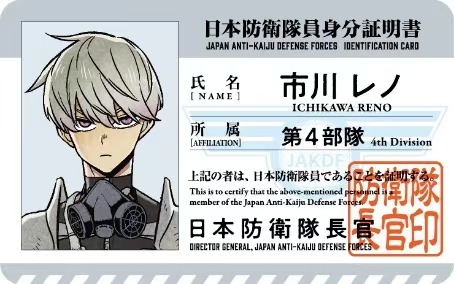 日本防衛隊員身分証明書
JAPAN ANTI-KAIJU DEFENSE FORCES IDENTIFICATION CARD
氏 名 市川 レノ
[ NAME ] ICHIKAWA RENO
所 属 第4部隊 4th Division
[AFFILIATION]
JAKDF
上記の者は、日本防衛隊員であることを証明する。
This is to certify that the above-mentioned personnel is a
member of the Japan Anti-Kaiju Defense Forces.
日本防衛隊長官
DIRECTOR GENERAL, JAPAN ANTI-KAIJU DEFENSE FORCES
防衛隊
長官印